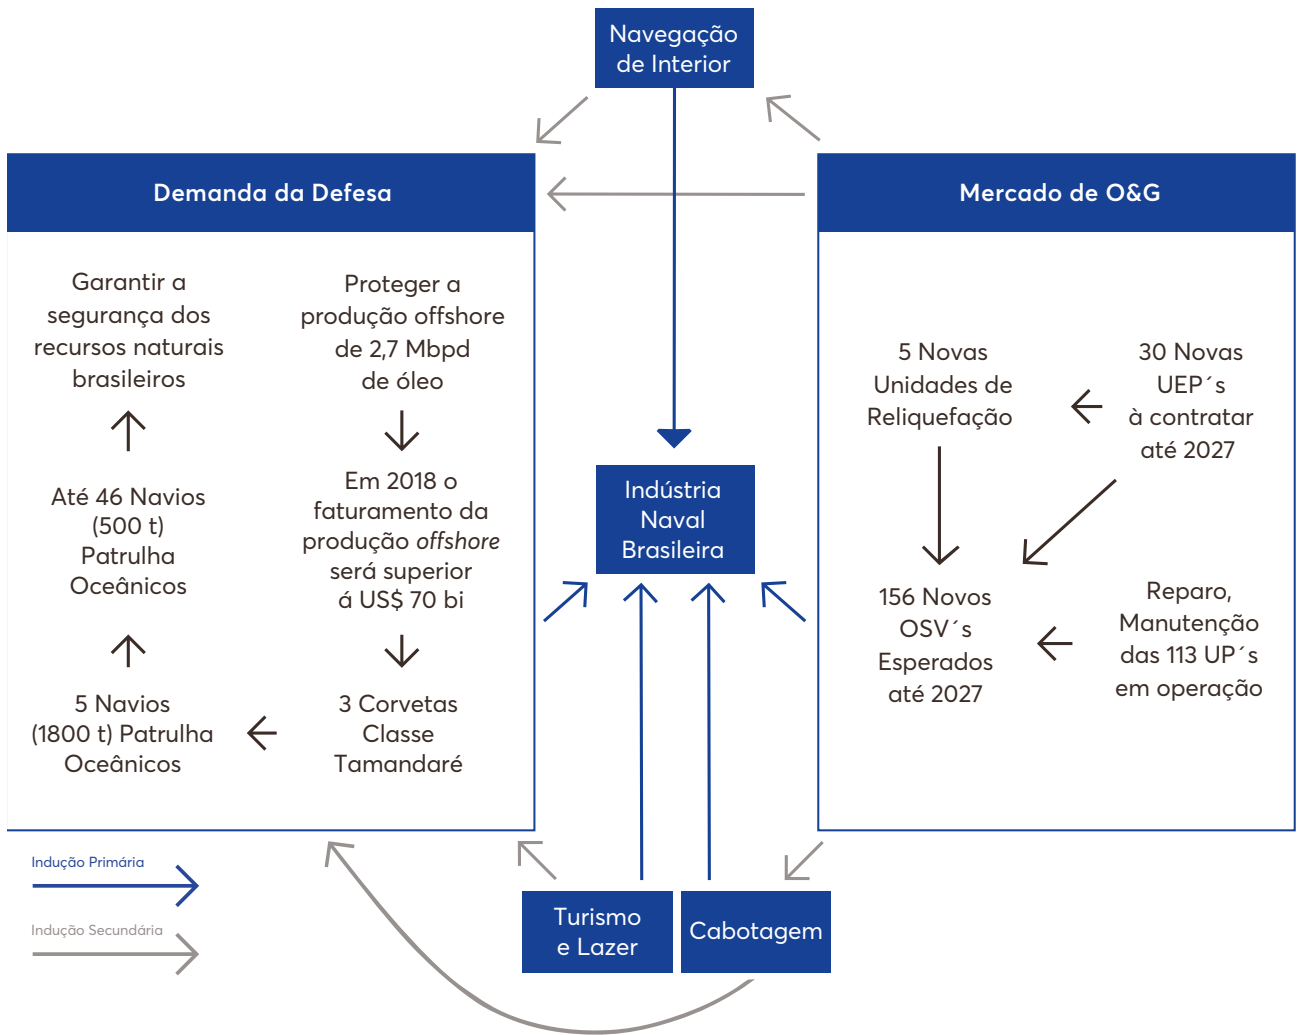 Navegação
de Interior
Demanda da Defesa
Garantir a
segurança dos
recursos naturais
brasileiros
Até 46 Navios
(500 t)
Patrulha
Oceânicos
5 Navios
(1800 t) Patrulha
Oceânicos
Proteger a
produção offshore
de 2,7 Mbpd
de óleo
Em 2018 o
faturamento da
produção offshore
será superior
á US$ 70 bi
3 Corvetas
Classe
Tamandaré
Indústria
Naval
Brasileira
Mercado de O&G
5 Novas
Unidades de
Reliquefação
30 Novas
UEP´s
à contratar
até 2027
156 Novos
OSV´s
Esperados
até 2027
Reparo,
Manutenção
das 113 UP´s
em operação
Indução Primária
Indução Secundária
Turismo
e Lazer
Cabotagem